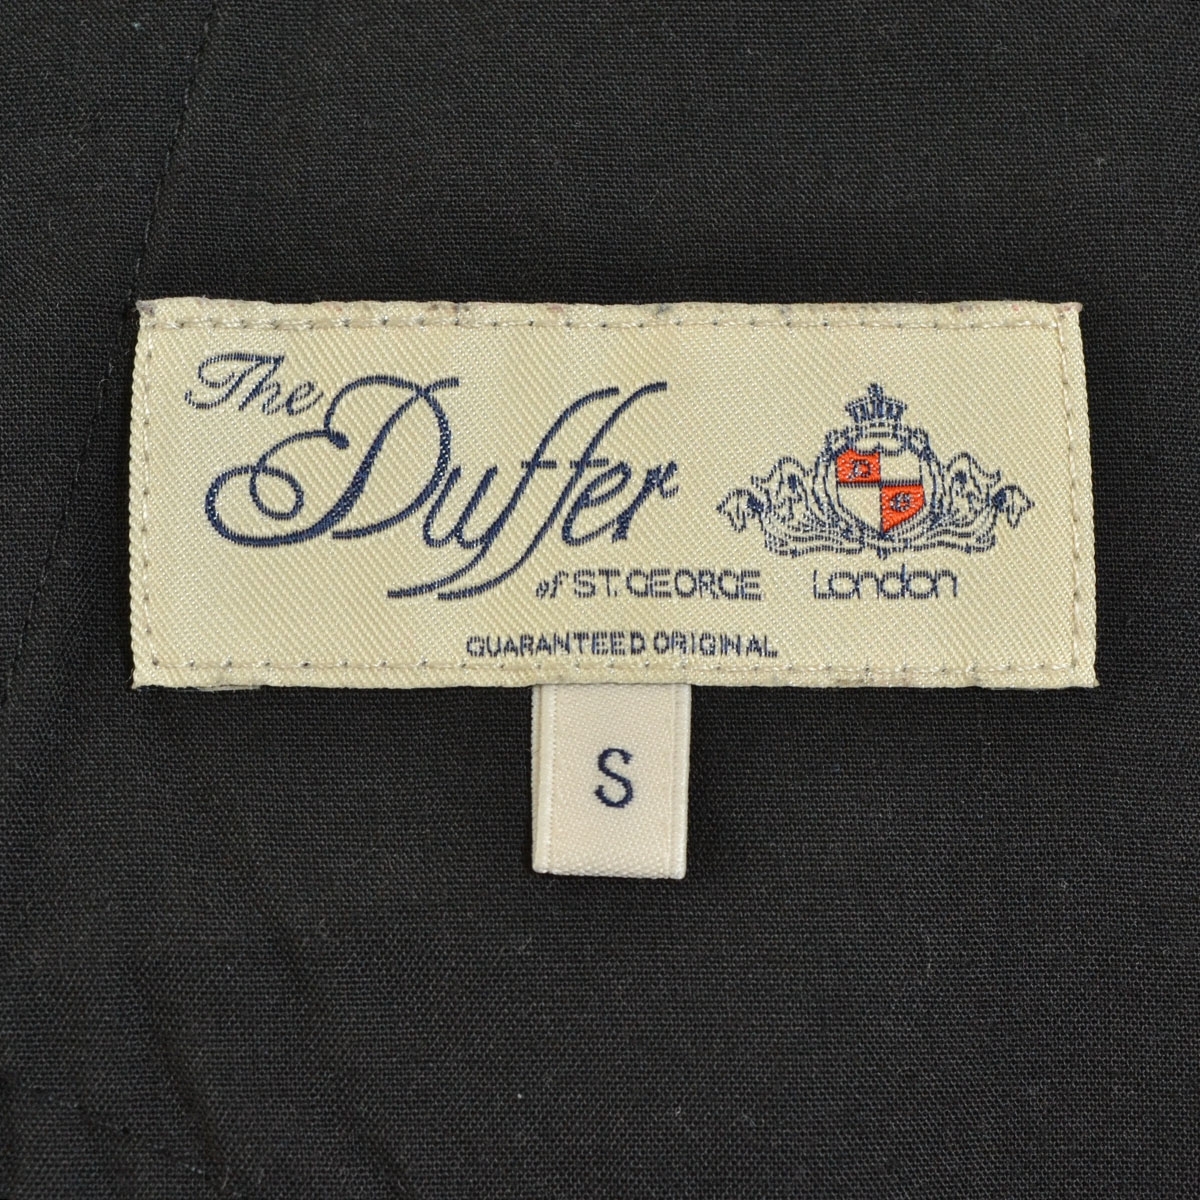 The
Duffer
of ST. GEORGE
D
G
London
GUARANTEED ORIGINAL
S